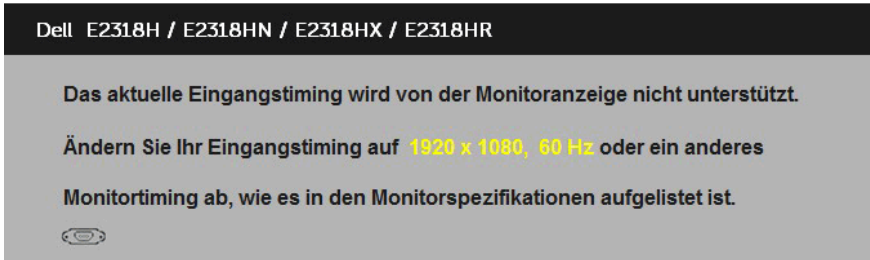 Dell E2318H / E2318HN / E2318HX / E2318HR
Das aktuelle Eingangstiming wird von der Monitoranzeige nicht unterstützt.
Ändern Sie Ihr Eingangstiming auf 1920 x 1080, 60 Hz oder ein anderes
Monitortiming ab, wie es in den Monitorspezifikationen aufgelistet ist.